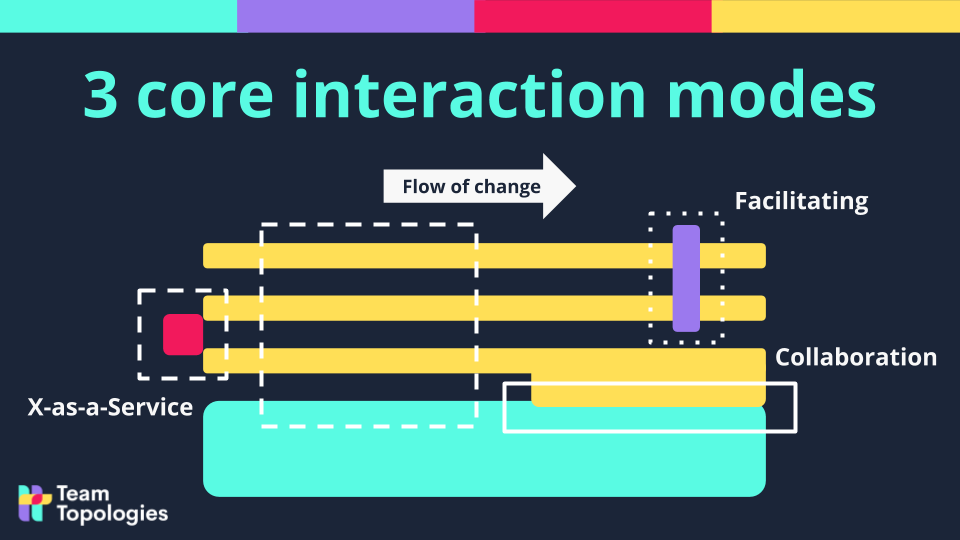 3 core interaction modes
Flow of change
Facilitating
Collaboration
X-as-a-Service
Team
Topologies